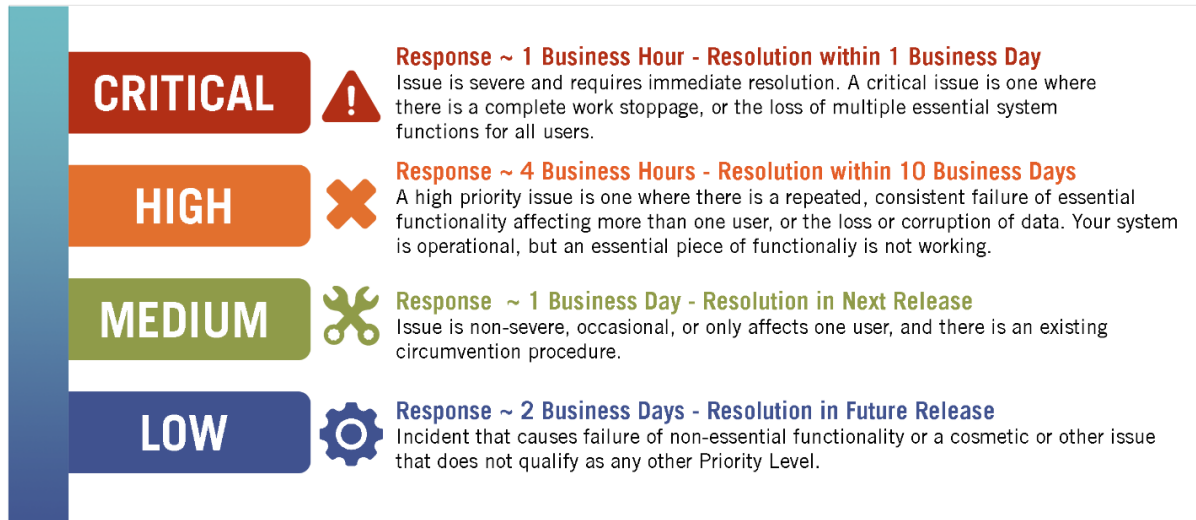 CRITICAL
Response ~ 1 Business Hour - Resolution within 1 Business Day
Issue is severe and requires immediate resolution. A critical issue is one where
there is a complete work stoppage, or the loss of multiple essential system
functions for all users.
HIGH
Response ~ 4 Business Hours - Resolution within 10 Business Days
A high priority issue is one where there is a repeated, consistent failure of essential
functionality affecting more than one user, or the loss or corruption of data. Your system
is operational, but an essential piece of functionaliy is not working.
MEDIUM
Response ~ 1 Business Day - Resolution in Next Release
Issue is non-severe, occasional, or only affects one user, and there is an existing
circumvention procedure.
LOW
Response ~ 2 Business Days - Resolution in Future Release
Incident that causes failure of non-essential functionality or a cosmetic or other issue
that does not qualify as any other Priority Level.